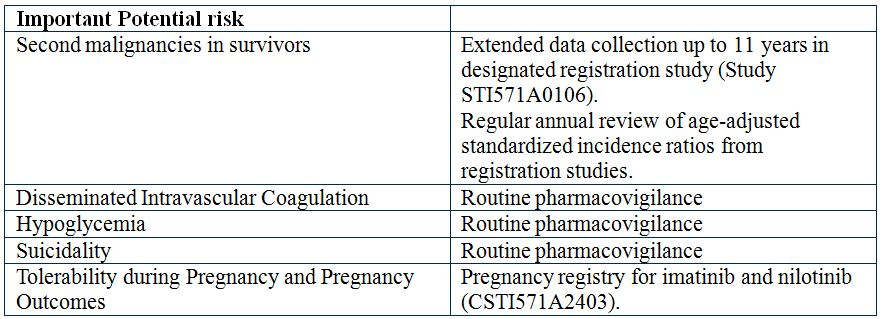 Important Potential risk
Second malignancies in survivors
Extended data collection up to 11 years in
designated registration study (Study
STI571A0106).
Regular annual review of age-adjusted
standardized incidence ratios from
registration studies.
Disseminated Intravascular Coagulation
Routine pharmacovigilance
Hypoglycemia
Routine pharmacovigilance
Suicidality
Routine pharmacovigilance
Tolerability during Pregnancy and Pregnancy
Outcomes
Pregnancy registry for imatinib and nilotinib
(CSTI571A2403).